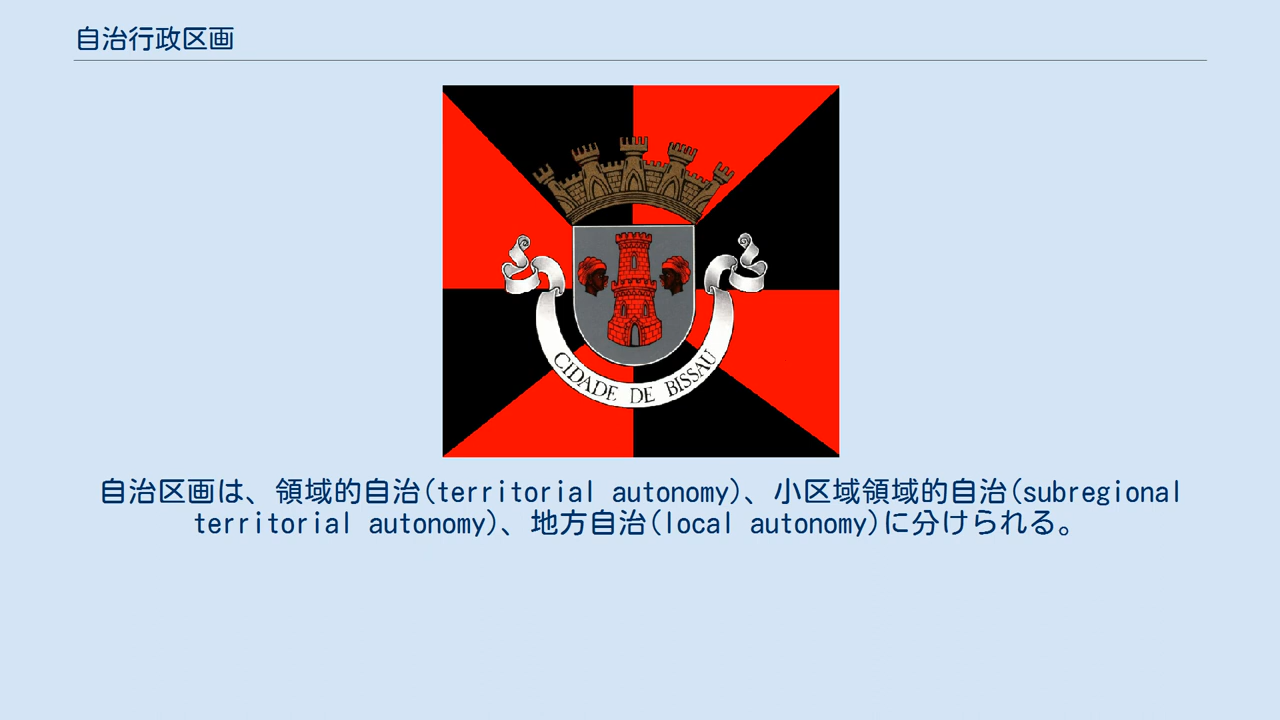 自治行政区画
CIDADE DE BISSAU
自治区画は、領域的自治(territorial autonomy)、小区域領域的自治(subregional
territorial autonomy)、地方自治(local autonomy)に分けられる。